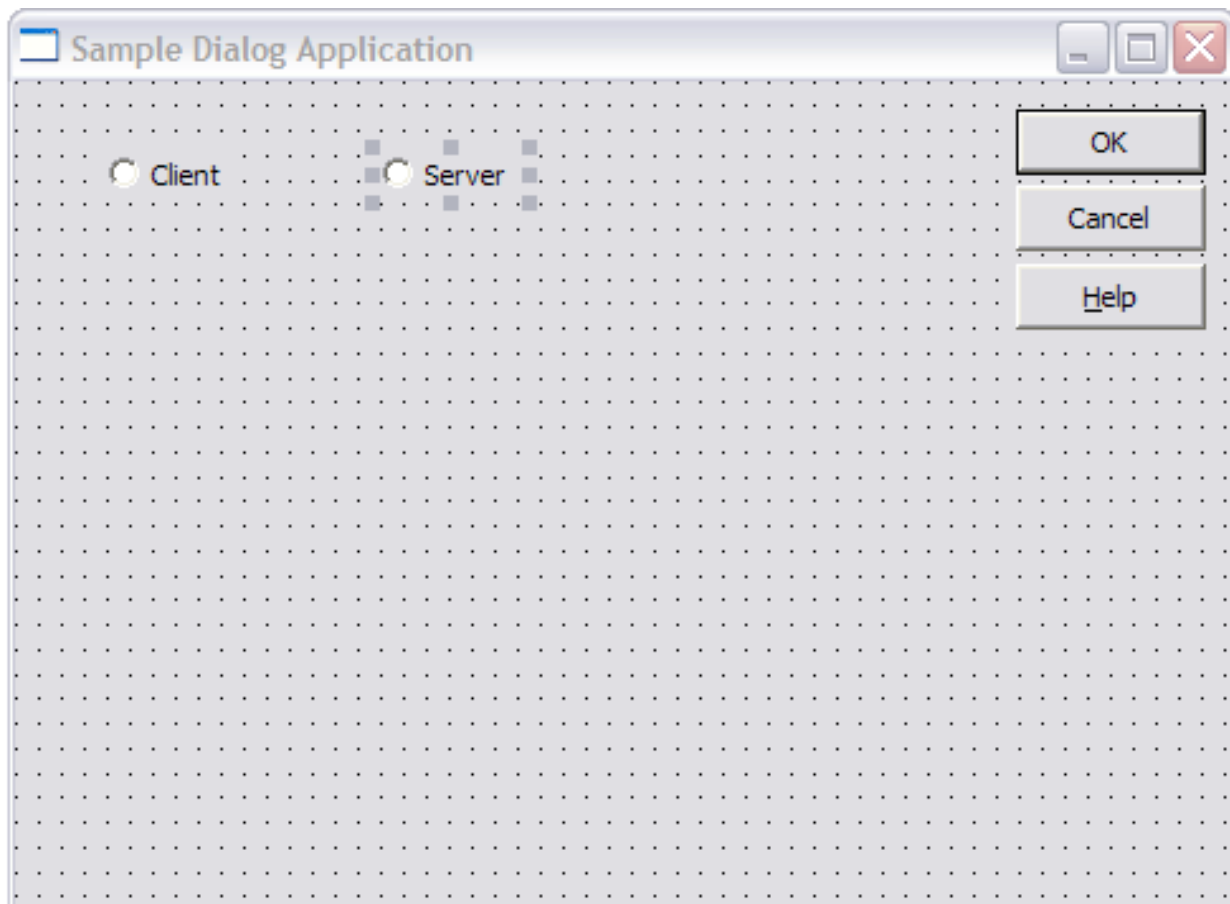 Sample Dialog Application
Client
Server
OK
Cancel
Help